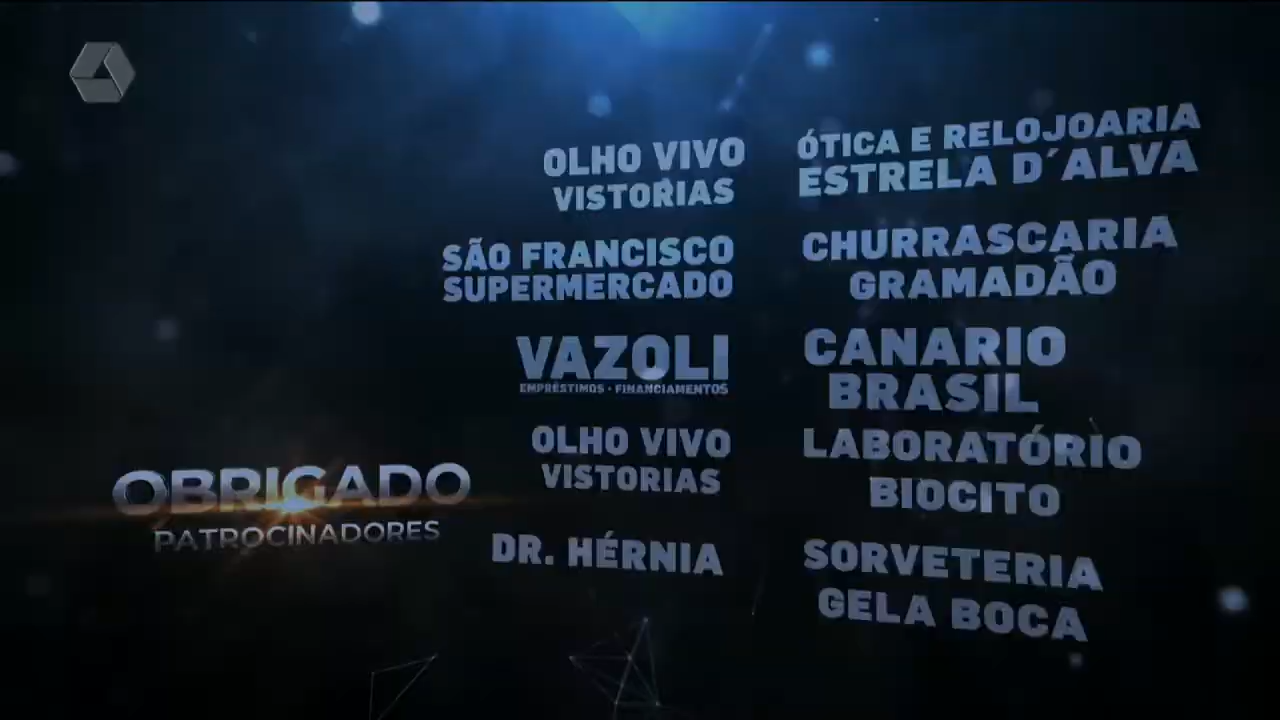 OLHO VIVO
VISTORIAS
SÃO FRANCISCO
SUPERMERCADO
VAZOLI
EMPRÉSTIMOS • FINANCIAMENTOS
OLHO VIVO
VISTORIAS
DR. HÉRNIA
ÓTICA E RELOJOARIA
ESTRELA D´ALVA
CHURRASCARIA
GRAMADÃO
CANARIO
BRASIL
LABORATÓRIO
BIOCITO
SORVETERIA
GELA BOCA
OBRIGADO
PATROCINADORES